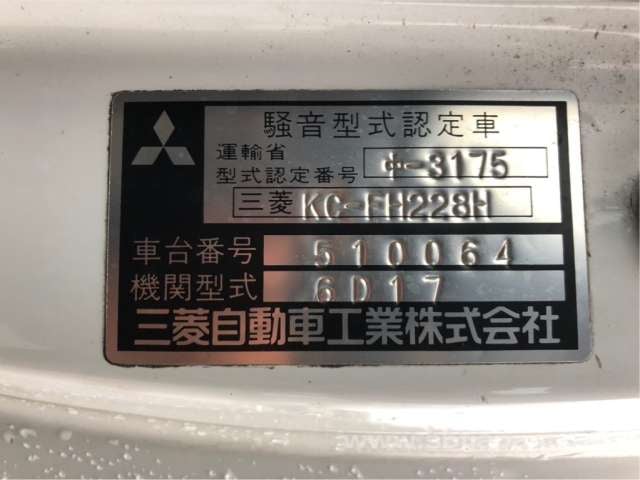 騒音型式認定車
運輸省
型式認定番号 中-3175
三菱 KC-FH228H
車台番号 510064
機関型式 6D17
三菱自動車工業株式会社